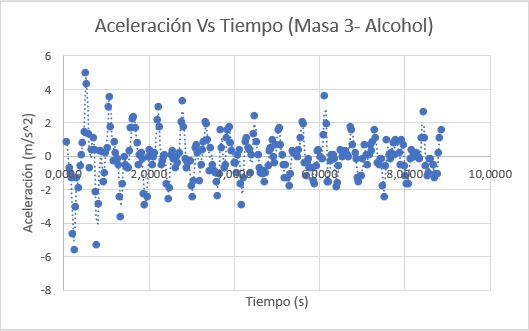 Aceleración Vs Tiempo (Masa 3- Alcohol)
6
4
2
0
-2
-4
-6
-8
0,0000 2,0000 4,0000 6,0000 8,0000 10,0000
Aceleración (m/s^2)
Tiempo (s)